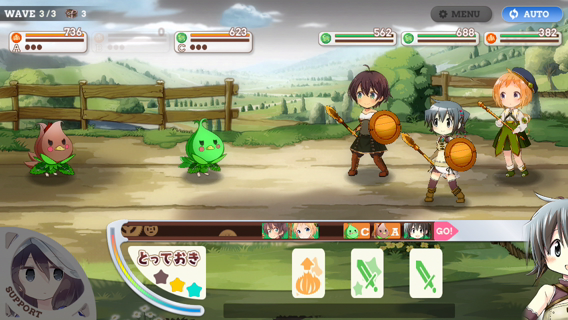 WAVE 3/3 3
MENU
AUTO
736
0
623
562
688
382
A
C
C A GO!
とっておき
SUPPORT